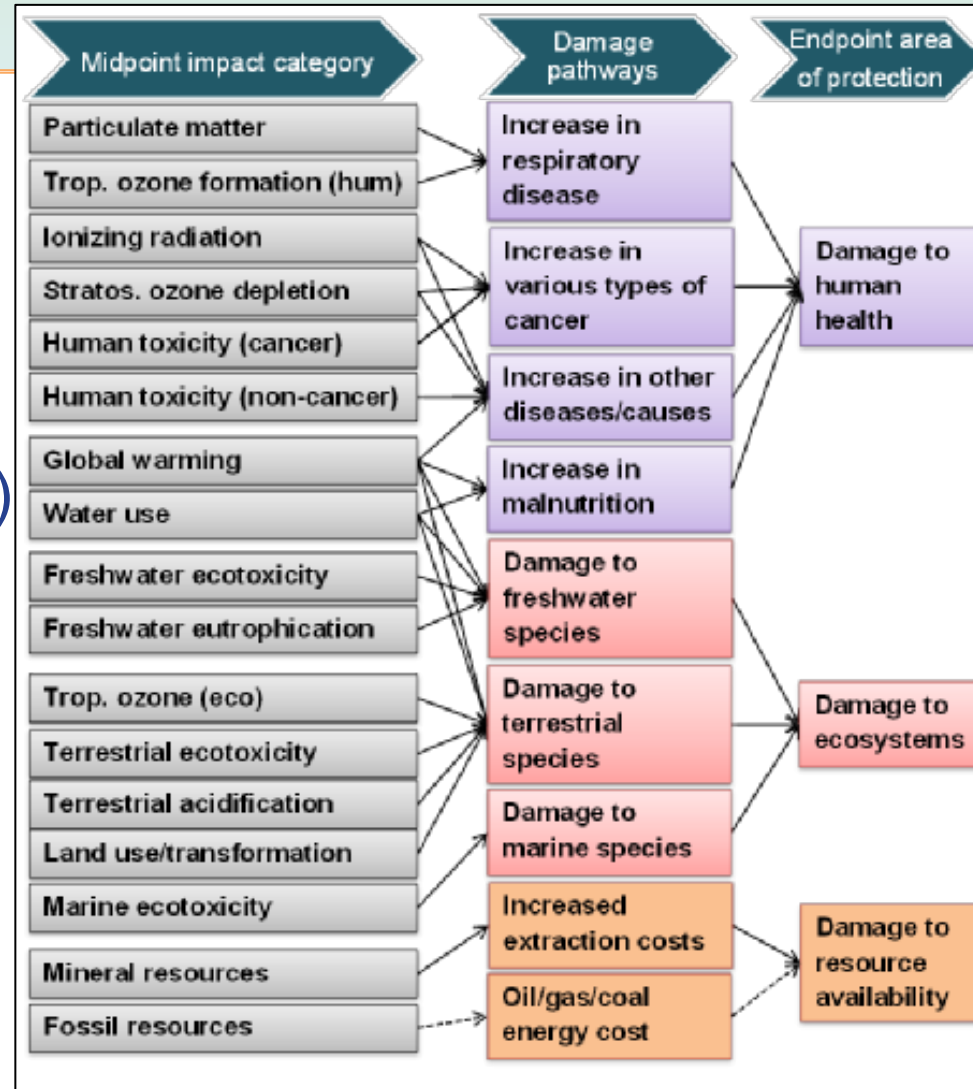 Midpoint impact category
Damage
pathways
Endpoint area
of protection
Particulate matter
Trop. ozone formation (hum)
Ionizing radiation
Stratos. ozone depletion
Human toxicity (cancer)
Human toxicity (non-cancer)
Global warming
Water use
Freshwater ecotoxicity
Freshwater eutrophication
Trop. ozone (eco)
Terrestrial ecotoxicity
Terrestrial acidification
Land use/transformation
Marine ecotoxicity
Mineral resources
Fossil resources
Increase in
respiratory
disease
Increase in
various types of
cancer
Increase in other
diseases/causes
Increase in
malnutrition
Damage to
freshwater
species
Damage to
terrestrial
species
Damage to
marine species
Increased
extraction costs
Oil/gas/coal
energy cost
Damage to
human
health
Damage to
ecosystems
Damage to
resource
availability
)